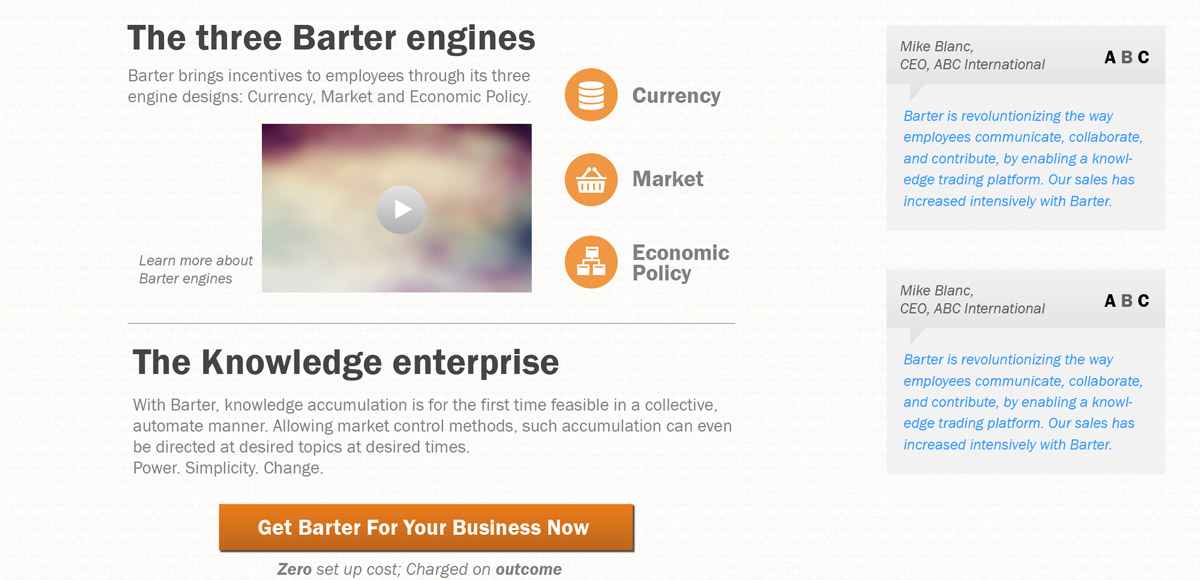 The three Barter engines
Barter brings incentives to employees through its three
engine designs: Currency, Market and Economic Policy.
Learn more about
Barter engines
Currency
Market
Economic
Policy
The Knowledge enterprise
With Barter, knowledge accumulation is for the first time feasible in a collective,
automate manner. Allowing market control methods, such accumulation can even
be directed at desired topics at desired times.
Power. Simplicity. Change.
Get Barter For Your Business Now
Zero set up cost; Charged on outcome
Mike Blanc,
CEO, ABC International
A B C
Barter is revoluntionizing the way
employees communicate, collaborate,
and contribute, by enabling a knowl-
edge trading platform. Our sales has
increased intensively with Barter.
Mike Blanc,
CEO, ABC International
A B C
Barter is revoluntionizing the way
employees communicate, collaborate,
and contribute, by enabling a knowl-
edge trading platform. Our sales has
increased intensively with Barter.